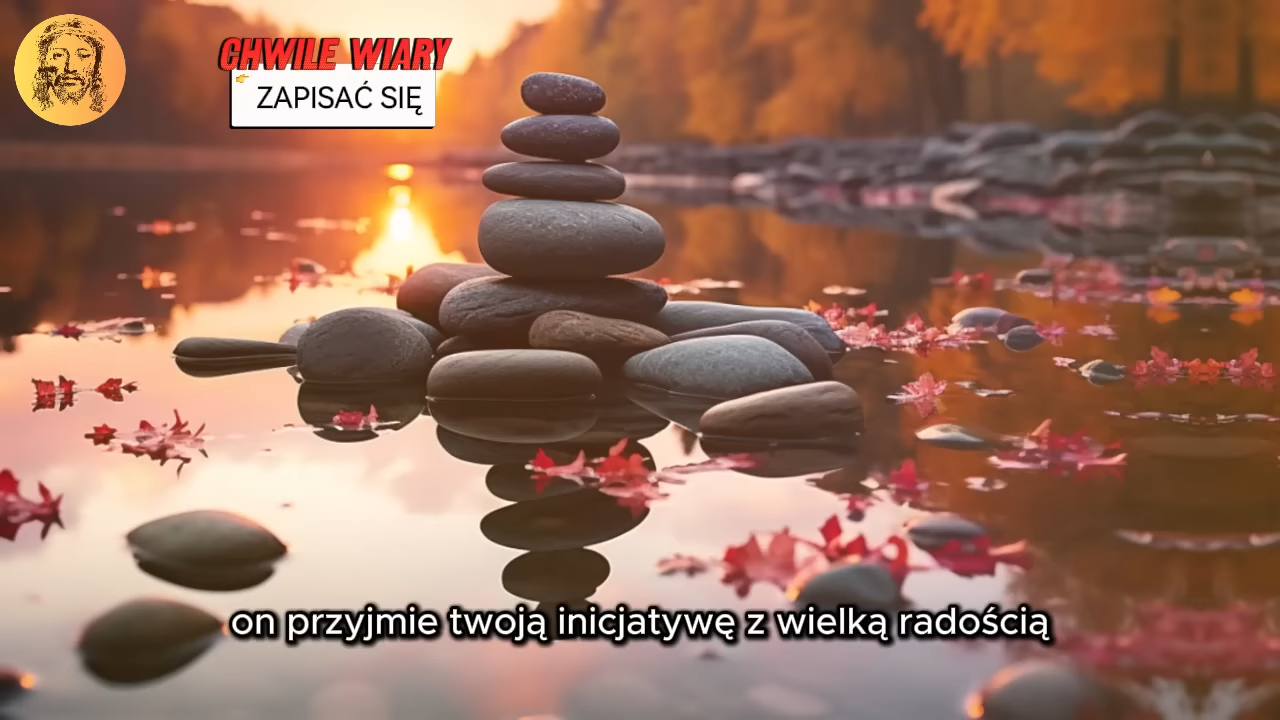 CHWILE WIARY
ZAPISAĆ SIĘ
on przyjmie twoją inicjatywę z wielką radością